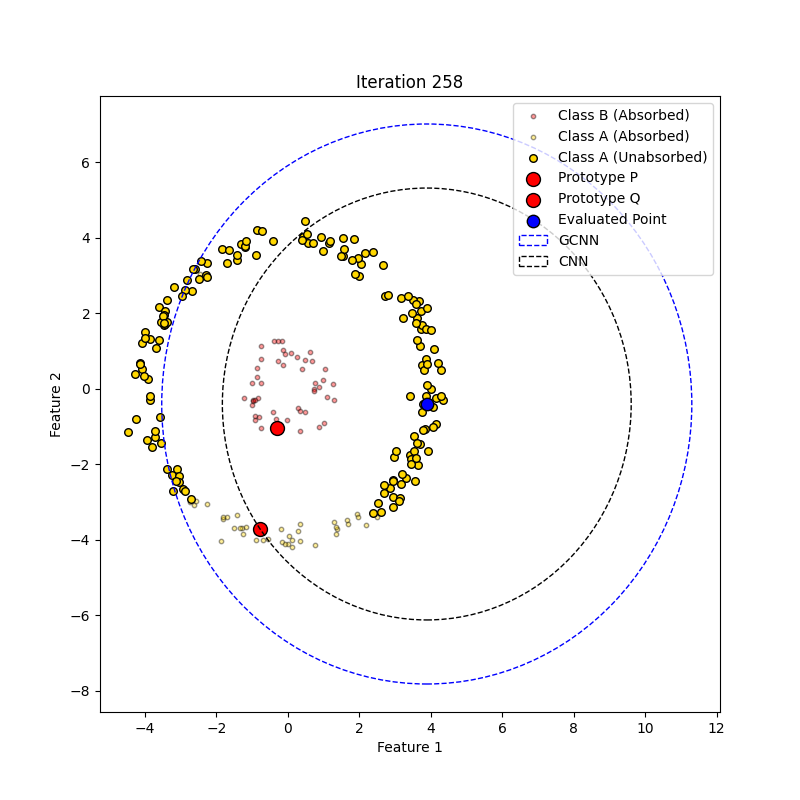 Iteration 258
Class B (Absorbed)
Class A (Absorbed)
Class A (Unabsorbed)
Prototype P
Prototype Q
Evaluated Point
GCNN
CNN
Feature 2
6
4
2
0
−2
−4
−6
−8
−4 −2 0 2 4 6 8 10 12
Feature 1